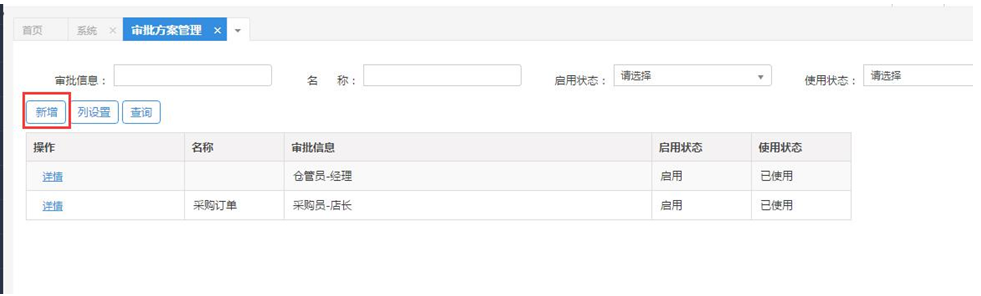 首页 系统 × 审批方案管理 ×
审批信息： 名 称： 启用状态： 请选择 使用状态： 请选择
新增 列设置 查询
操作 名称 审批信息 启用状态 使用状态
详情 仓管员-经理 启用 已使用
详情 采购订单 采购员-店长 启用 已使用